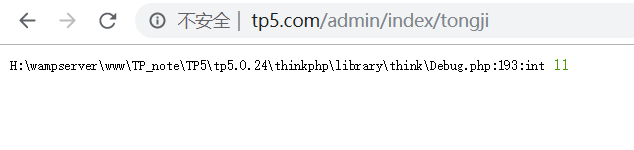 不安全 | tp5.com/admin/index/tongji
H:\wampserver\www\TP_note\TP5\tp5.0.24\thinkphp\library\think\Debug.php:193:int 11